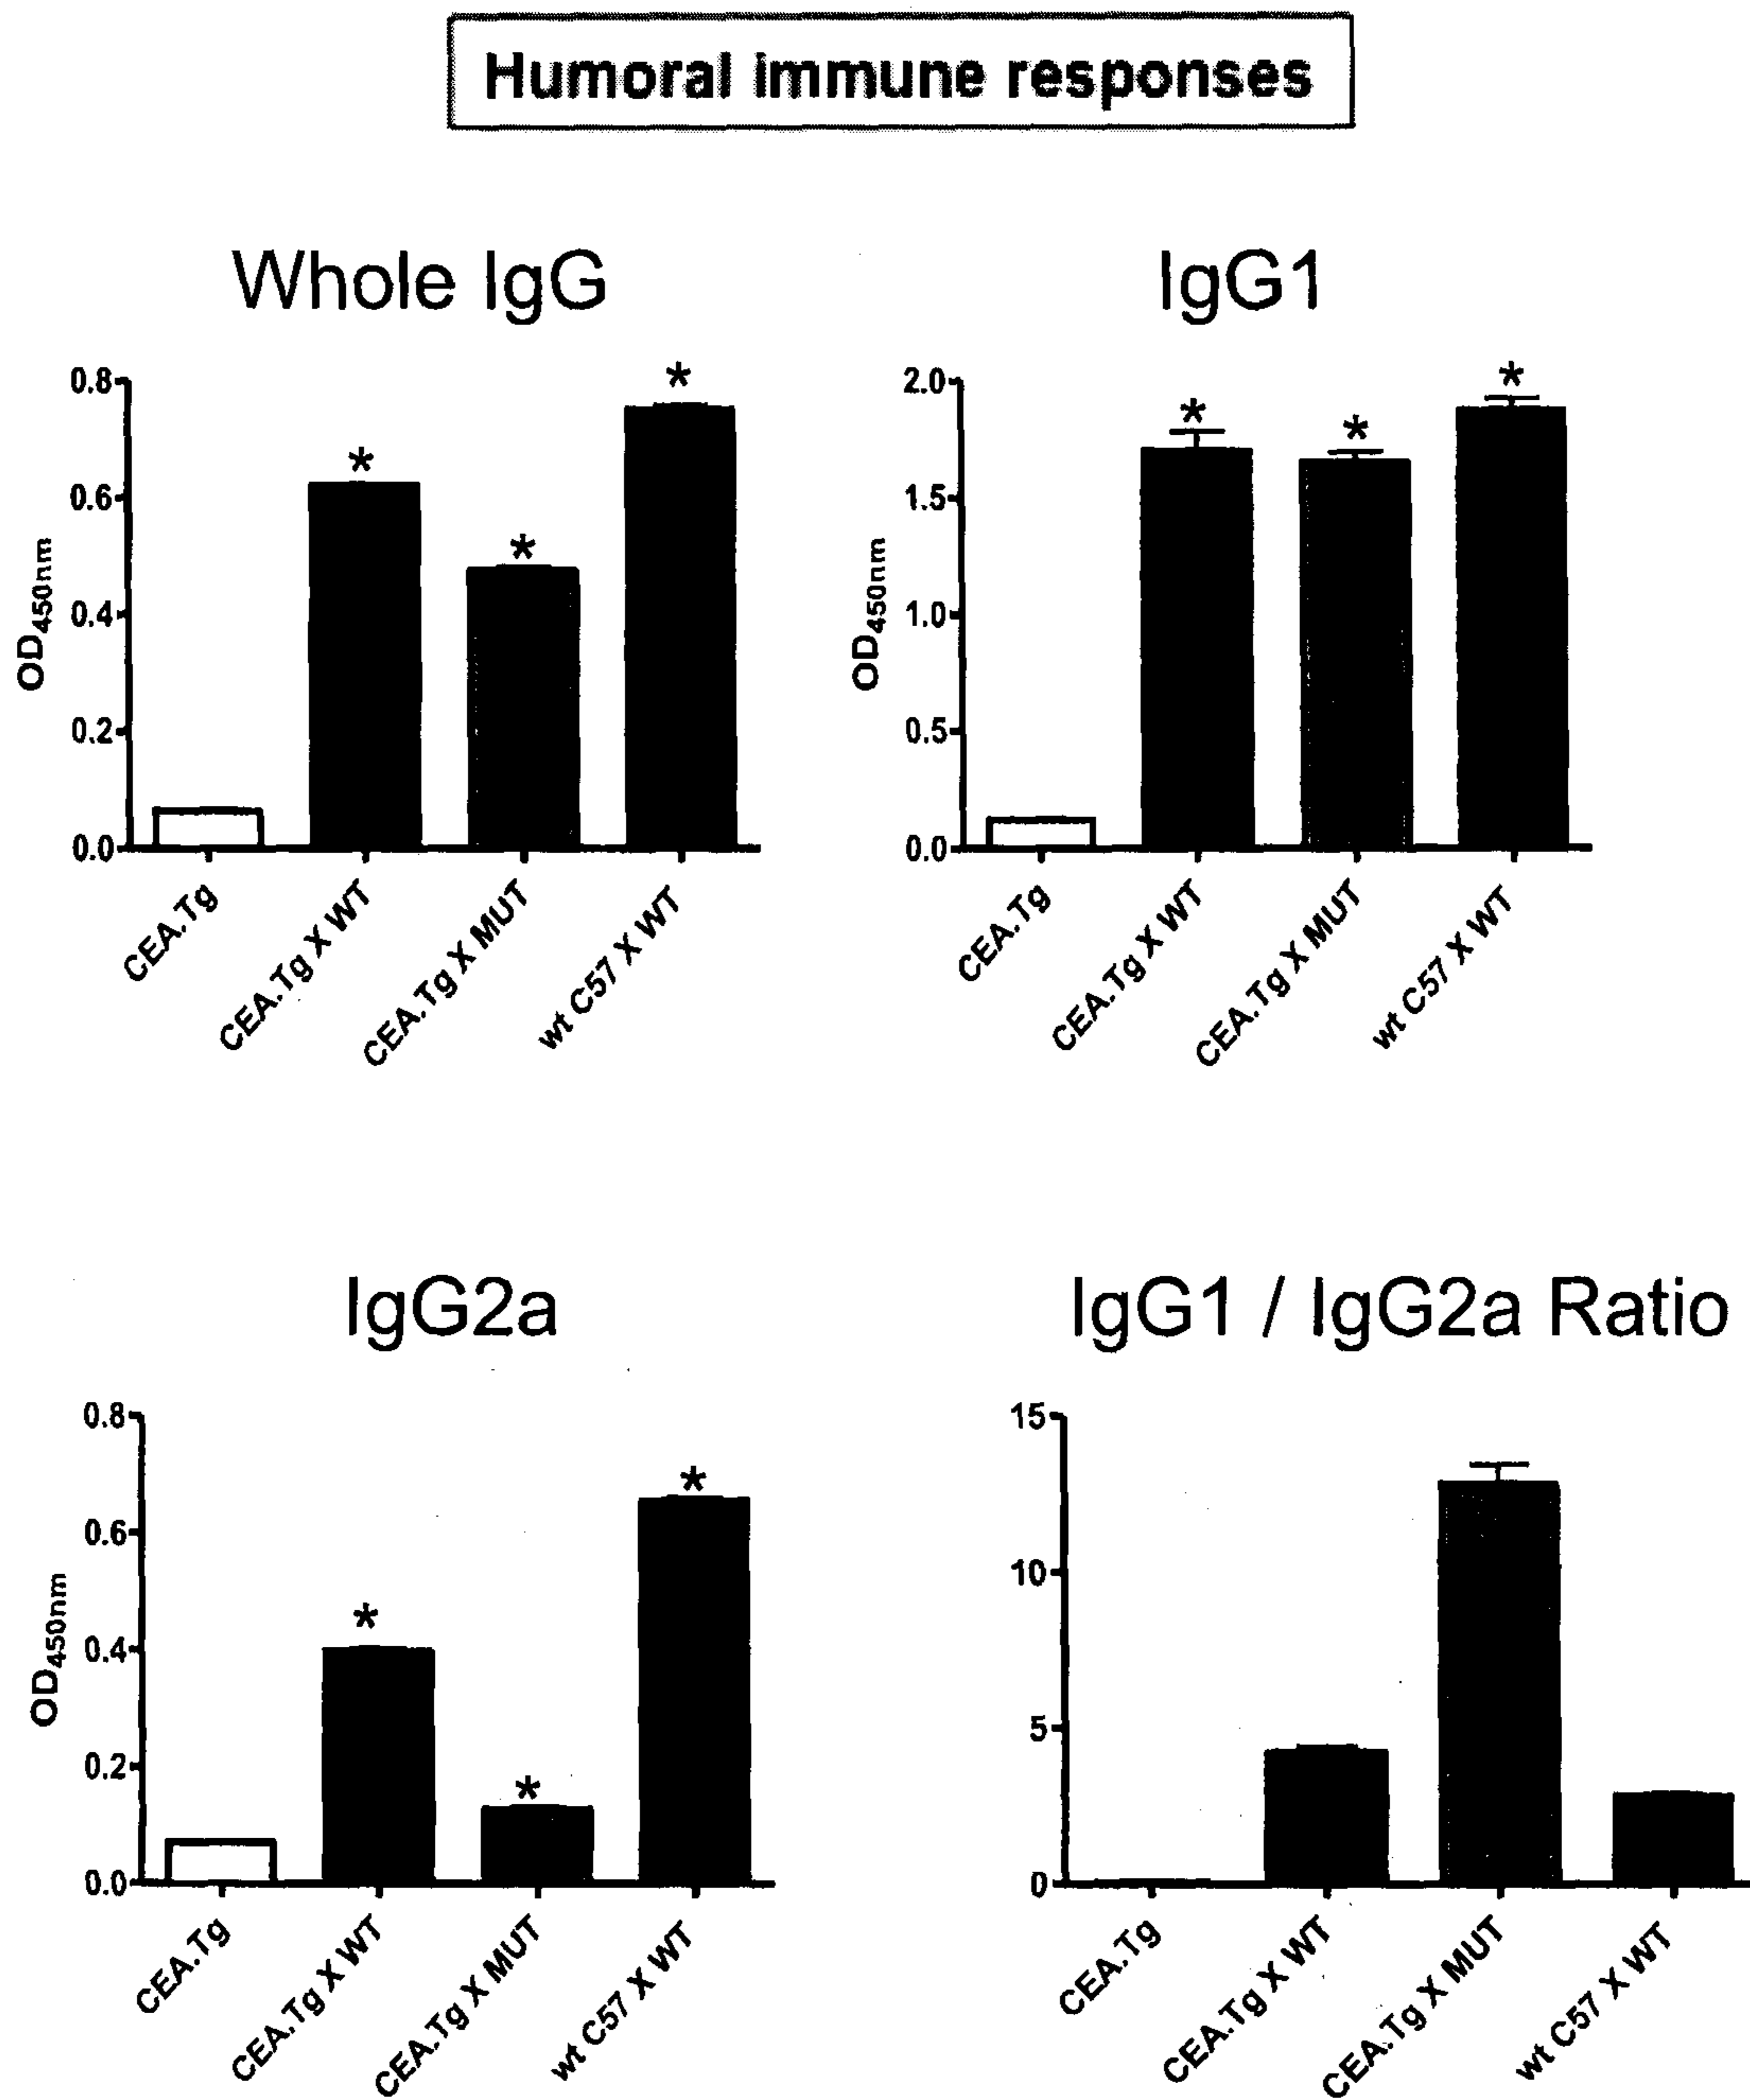 Humoral immune responses
Whole IgG
0.8
0.6
0.4
0.2
0.0
OD450nm
*
*
*
CEA.Tg
CEA.Tg X WT
CEA.Tg X MUT
wt C57 X WT
IgG1
2.0
1.5
1.0
0.5
0.0
OD450nm
*
*
*
CEA.Tg
CEA.Tg X WT
CEA.Tg X MUT
wt C57 X WT
IgG2a
0.8
0.6
0.4
0.2
0.0
OD450nm
*
*
*
CEA.Tg
CEA.Tg X WT
CEA.Tg X MUT
wt C57 X WT
IgG1 / IgG2a Ratio
15
10
5
0
CEA.Tg
CEA.Tg X WT
CEA.Tg X MUT
wt C57 X WT